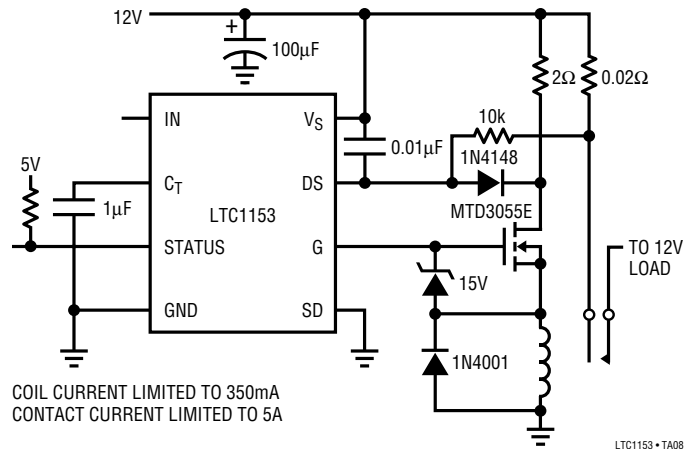 12V
+
100µF
2Ω
0.02Ω
10k
IN
VS
0.01µF
1N4148
5V
CT
DS
1µF
LTC1153
MTD3055E
STATUS
G
TO 12V
LOAD
15V
GND
SD
1N4001
COIL CURRENT LIMITED TO 350mA
CONTACT CURRENT LIMITED TO 5A
LTC1153 • TA08